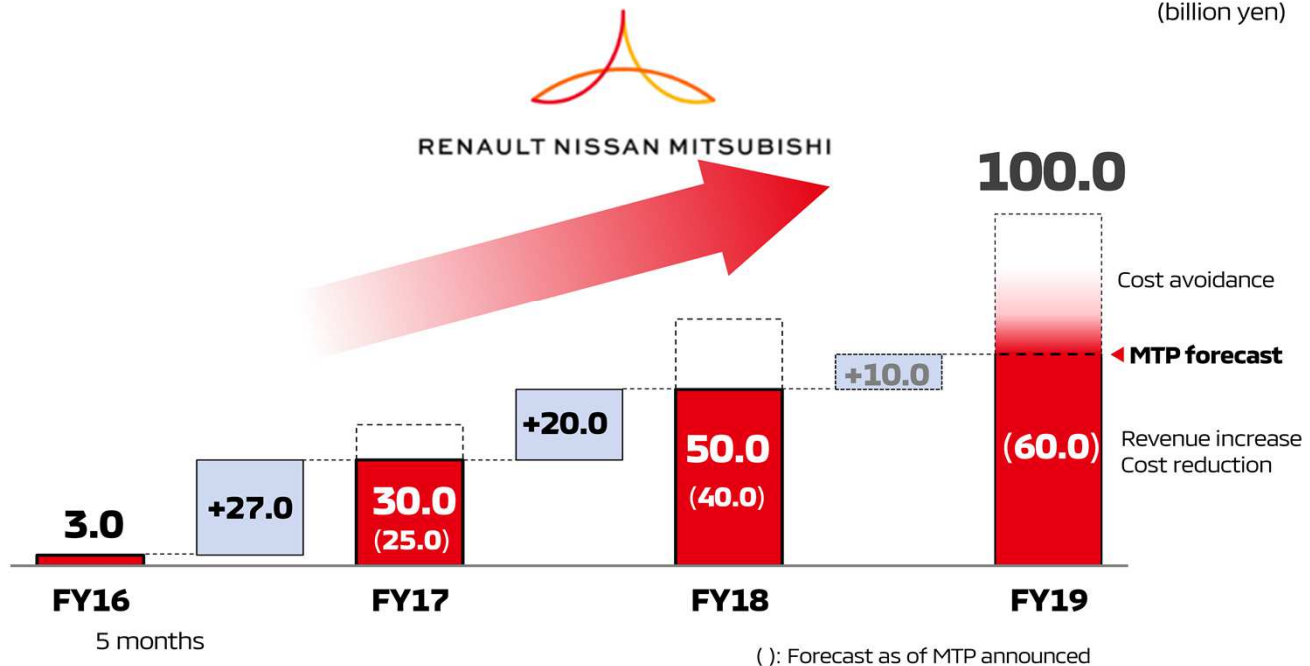 (billion yen)
RENAULT NISSAN MITSUBISHI
100.0
Cost avoidance
MTP forecast
+10.0
+20.0
50.0
(40.0)
(60.0)
Revenue increase
Cost reduction
3.0
+27.0
30.0
(25.0)
FY16
FY17
FY18
FY19
5 months
( ): Forecast as of MTP announced